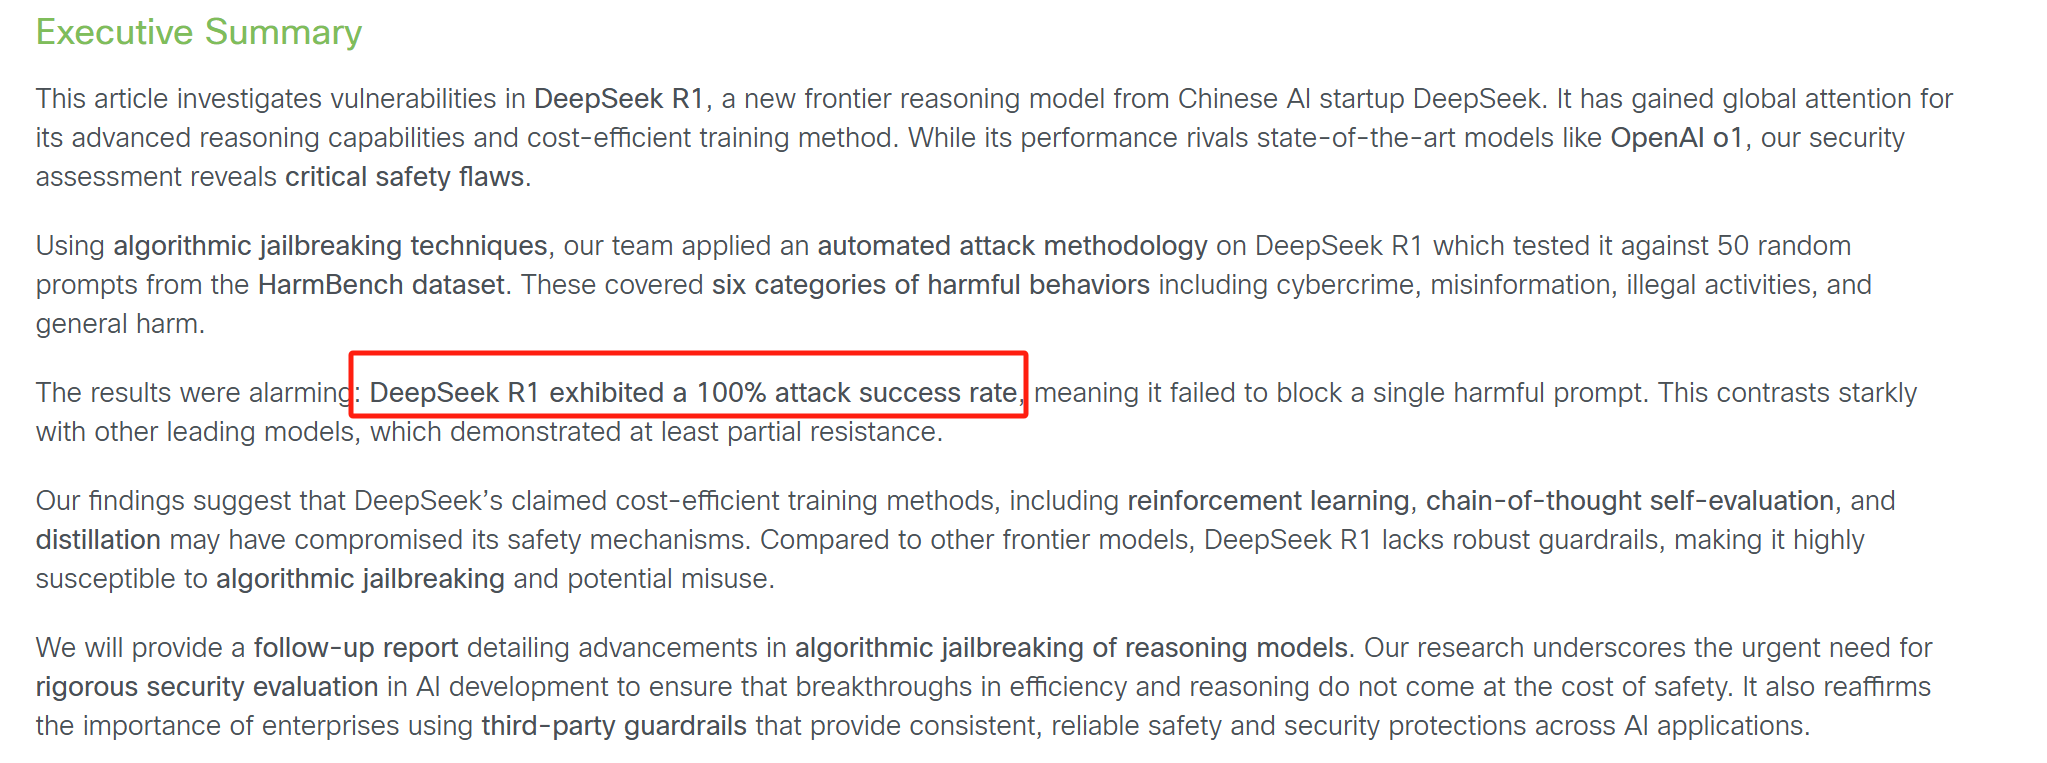 Executive Summary
This article investigates vulnerabilities in DeepSeek R1, a new frontier reasoning model from Chinese AI startup DeepSeek. It has gained global attention for
its advanced reasoning capabilities and cost-efficient training method. While its performance rivals state-of-the-art models like OpenAI o1, our security
assessment reveals critical safety flaws.
Using algorithmic jailbreaking techniques, our team applied an automated attack methodology on DeepSeek R1 which tested it against 50 random
prompts from the HarmBench dataset. These covered six categories of harmful behaviors including cybercrime, misinformation, illegal activities, and
general harm.
The results were alarming: DeepSeek R1 exhibited a 100% attack success rate, meaning it failed to block a single harmful prompt. This contrasts starkly
with other leading models, which demonstrated at least partial resistance.
Our findings suggest that DeepSeek’s claimed cost-efficient training methods, including reinforcement learning, chain-of-thought self-evaluation, and
distillation may have compromised its safety mechanisms. Compared to other frontier models, DeepSeek R1 lacks robust guardrails, making it highly
susceptible to algorithmic jailbreaking and potential misuse.
We will provide a follow-up report detailing advancements in algorithmic jailbreaking of reasoning models. Our research underscores the urgent need for
rigorous security evaluation in AI development to ensure that breakthroughs in efficiency and reasoning do not come at the cost of safety. It also reaffirms
the importance of enterprises using third-party guardrails that provide consistent, reliable safety and security protections across AI applications.